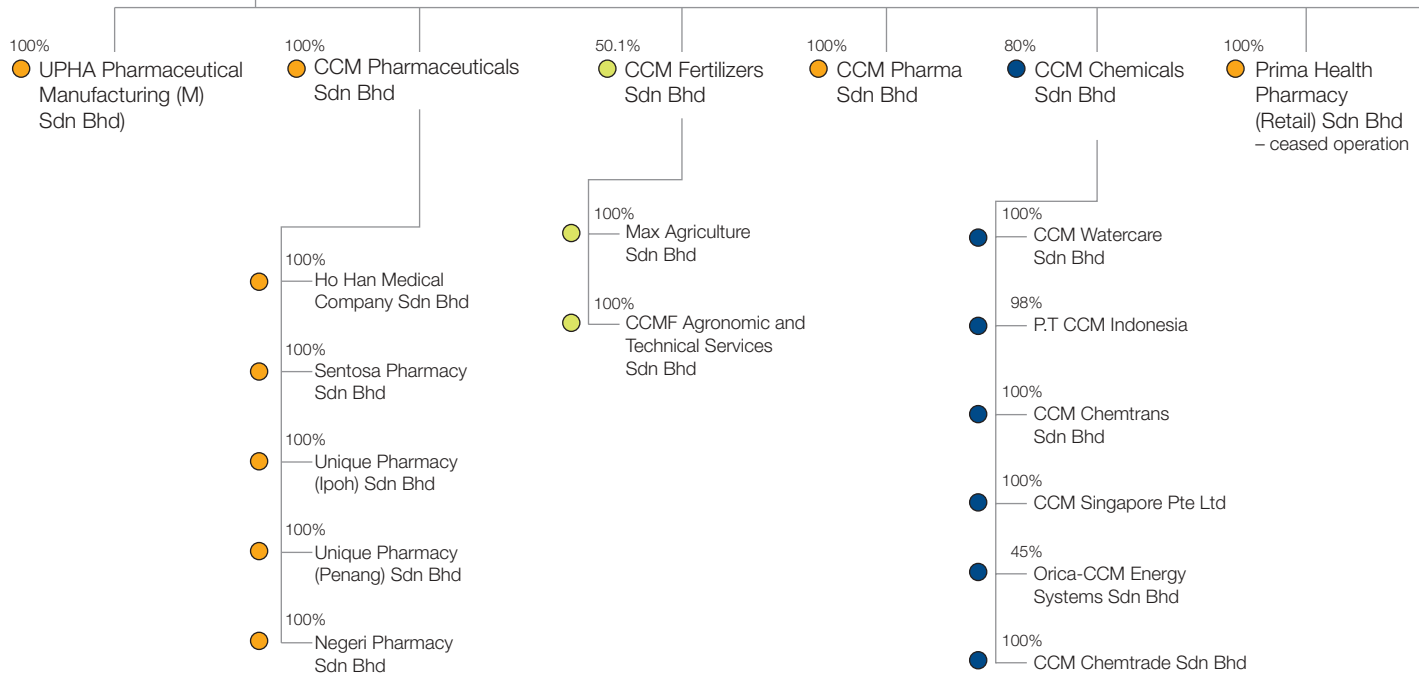 100%
UPHA Pharmaceutical
Manufacturing (M)
Sdn Bhd)
100%
CCM Pharmaceuticals
Sdn Bhd
50.1%
CCM Fertilizers
Sdn Bhd
100%
CCM Pharma
Sdn Bhd
80%
CCM Chemicals
Sdn Bhd
100%
Prima Health
Pharmacy
(Retail) Sdn Bhd
– ceased operation
100%
Ho Han Medical
Company Sdn Bhd
100%
Sentosa Pharmacy
Sdn Bhd
100%
Unique Pharmacy
(Ipoh) Sdn Bhd
100%
Unique Pharmacy
(Penang) Sdn Bhd
100%
Negeri Pharmacy
Sdn Bhd
100%
Max Agriculture
Sdn Bhd
100%
CCMF Agronomic and
Technical Services
Sdn Bhd
100%
CCM Watercare
Sdn Bhd
98%
P.T CCM Indonesia
100%
CCM Chemtrans
Sdn Bhd
100%
CCM Singapore Pte Ltd
45%
Orica-CCM Energy
Systems Sdn Bhd
100%
CCM Chemtrade Sdn Bhd